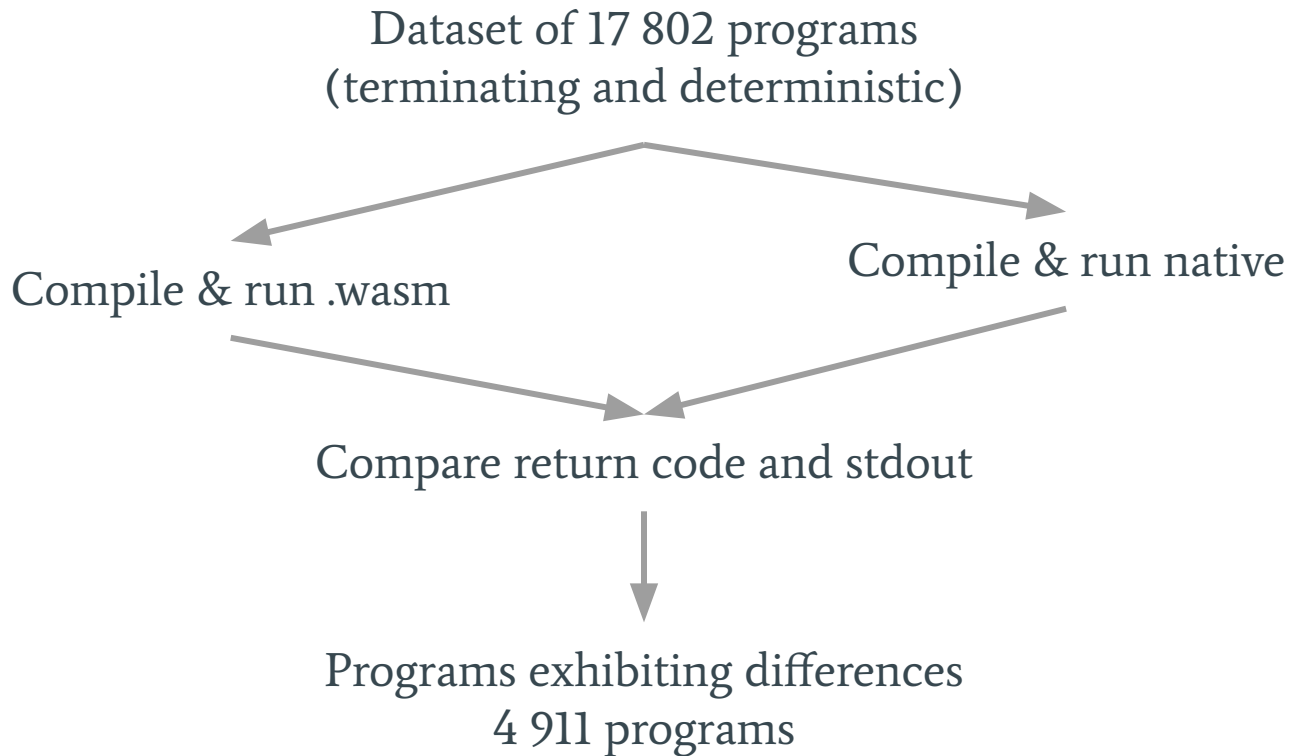 Dataset of 17 802 programs
(terminating and deterministic)
Compile & run .wasm
Compile & run native
Compare return code and stdout
Programs exhibiting differences
4 911 programs